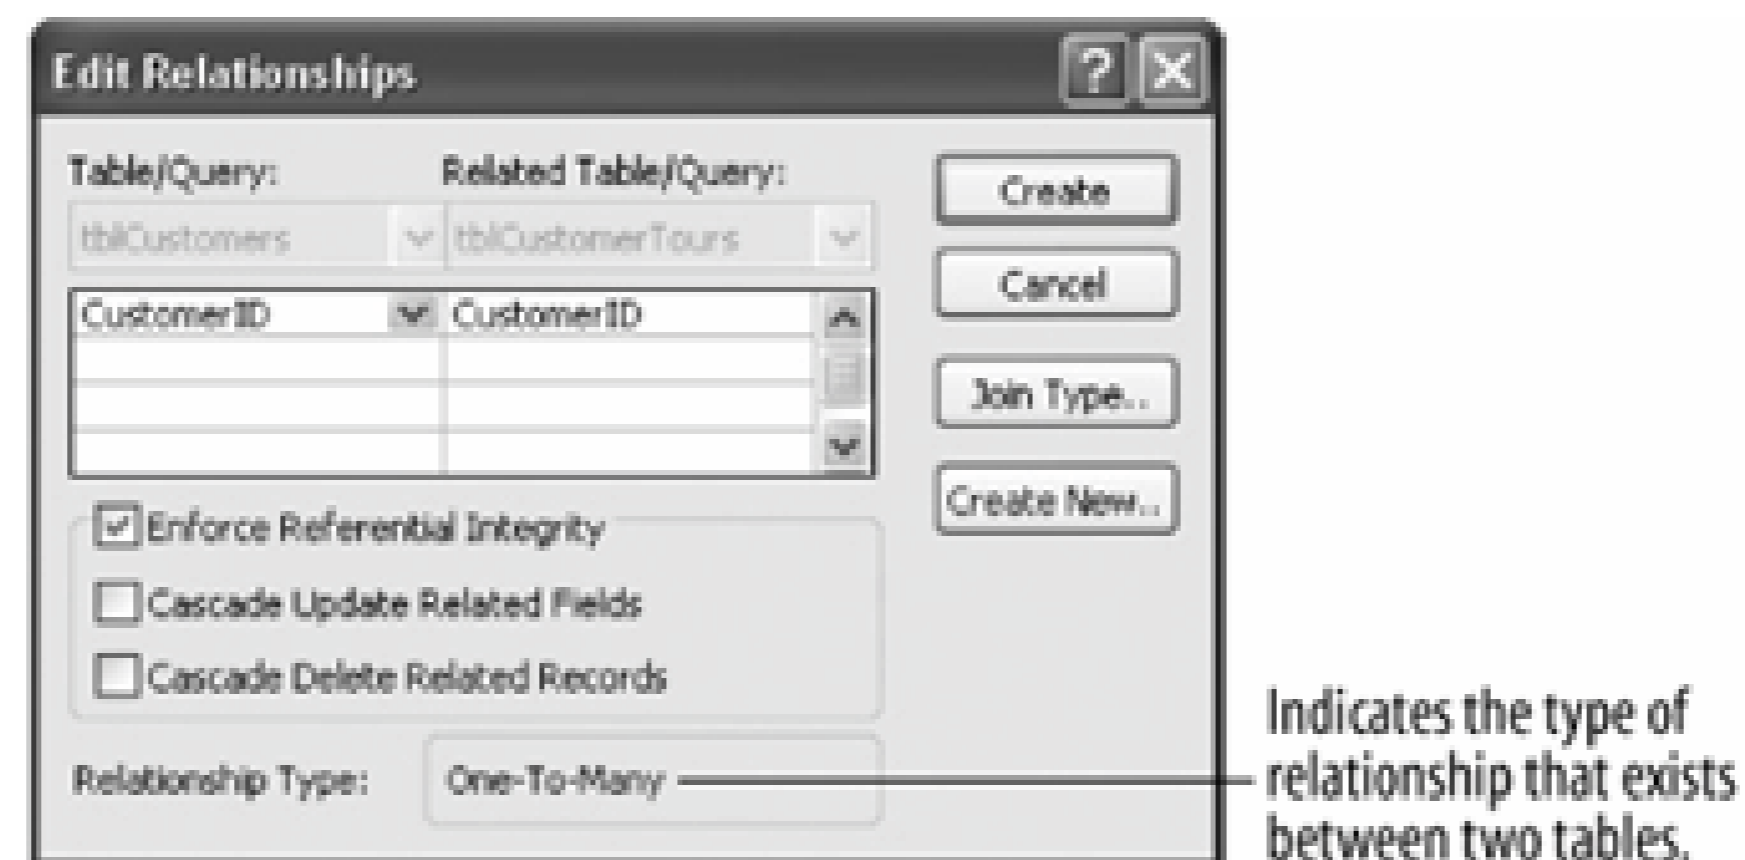 Edit Relationships
Table/Query:
Related Table/Query:
tblCustomers
tblCustomerTours
CustomerID
CustomerID
Enforce Referential Integrity
Cascade Update Related Fields
Cascade Delete Related Records
Relationship Type:
One-To-Many
Create
Cancel
Join Type..
Create New..
Indicates the type of
relationship that exists
between two tables.